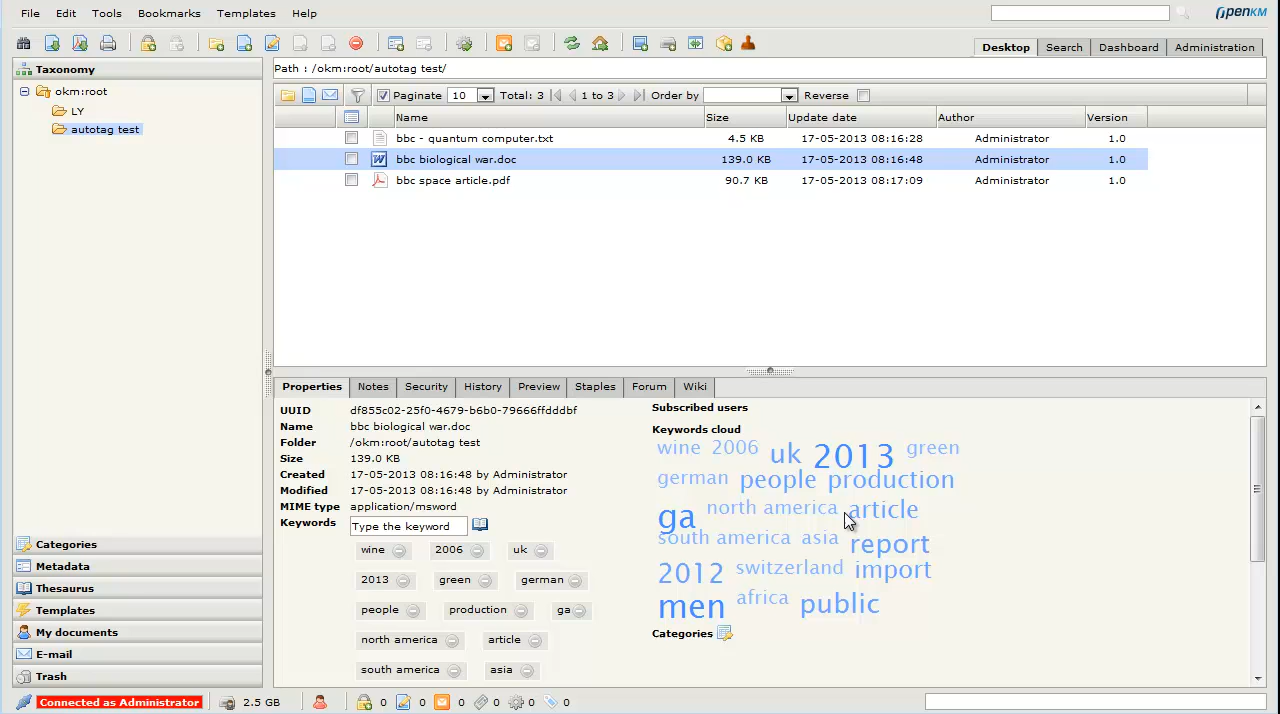 File Edit Tools Bookmarks Templates Help
OPENKM
Desktop Search Dashboard Administration
Taxonomy
okm:root
LY
autotag test
Path : /okm:root/autotag test/
Paginate 10 Total: 3 1 to 3 Order by Reverse
Name Size Update date Author Version
bbc - quantum computer.txt 4.5 KB 17-05-2013 08:16:28 Administrator 1.0
bbc biological war.doc 139.0 KB 17-05-2013 08:16:48 Administrator 1.0
bbc space article.pdf 90.7 KB 17-05-2013 08:17:09 Administrator 1.0
Properties Notes Security History Preview Staples Forum Wiki
UUID df855c02-25f0-4679-b6b0-79666ffdddbf
Name bbc biological war.doc
Folder /okm:root/autotag test
Size 139.0 KB
Created 17-05-2013 08:16:48 by Administrator
Modified 17-05-2013 08:16:48 by Administrator
MIME type application/msword
Keywords Type the keyword
wine 2006 uk
2013 green german
people production ga
north america article
south america asia
Subscribed users
Keywords cloud
wine 2006 uk 2013 green
german people production
ga north america article
south america asia report
2012 switzerland import
men africa public
Categories
Categories
Metadata
Thesaurus
Templates
My documents
E-mail
Trash
Connected as Administrator 2.5 GB 0 0 0 0 0 0